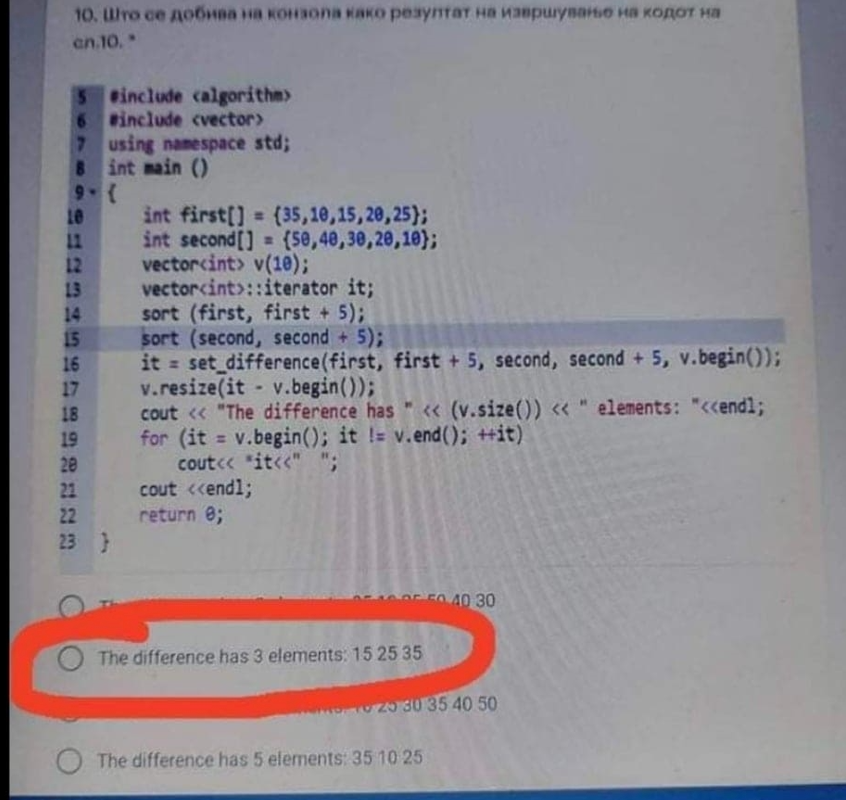 10. Што се добива на конзола како резултат на извршување на кодот на
сл.10. *
5 #include <algorithm>
6 #include <vector>
7 using namespace std;
8 int main ()
9 {
10 int first[] = {35,10,15,20,25};
11 int second[] = {50,40,30,20,10};
12 vector<int> v(10);
13 vector<int>::iterator it;
14 sort (first, first + 5);
15 sort (second, second + 5);
16 it = set_difference(first, first + 5, second, second + 5, v.begin());
17 v.resize(it - v.begin());
18 cout << "The difference has " << (v.size()) << " elements: "<<endl;
19 for (it = v.begin(); it != v.end(); ++it)
20 cout<< *it<<" ";
21 cout <<endl;
22 return 0;
23 }
50 40 30
The difference has 3 elements: 15 25 35
25 30 35 40 50
The difference has 5 elements: 35 10 25